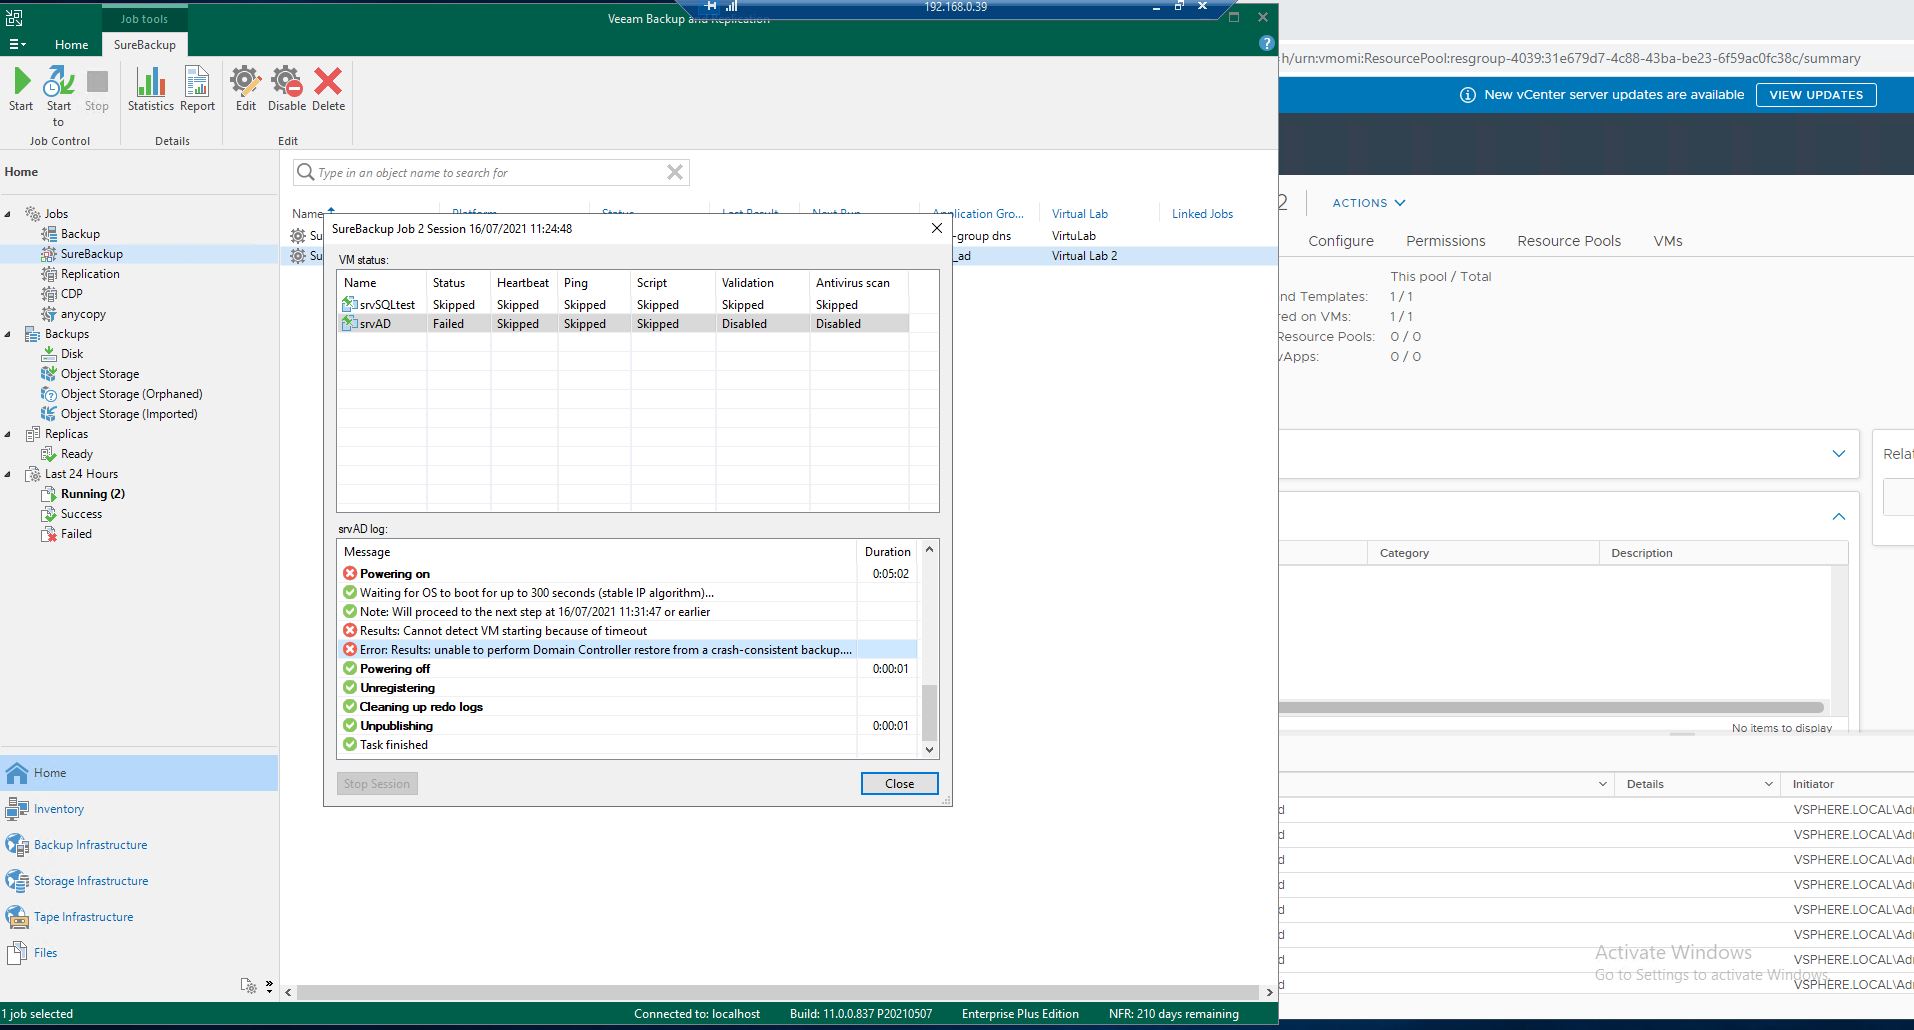 192.168.0.39
Job tools
Veeam Backup and Replication
Home
SureBackup
h/urn:vmomi:ResourcePool:resgroup-4039:31e679d7-4c88-43ba-be23-6f59ac0fc38c/summary
New vCenter server updates are available
VIEW UPDATES
Start
Start to
Stop
Statistics
Report
Edit
Disable
Delete
Job Control
Details
Edit
Home
Type in an object name to search for
Jobs
Backup
SureBackup
Replication
CDP
anycopy
Backups
Disk
Object Storage
Object Storage (Orphaned)
Object Storage (Imported)
Replicas
Ready
Last 24 Hours
Running (2)
Success
Failed
Home
Inventory
Backup Infrastructure
Storage Infrastructure
Tape Infrastructure
Files
Name Platform Status Last Result Next Run Application Gro... Virtual Lab Linked Jobs
Su -group dns VirtuLab
Su _ad Virtual Lab 2
SureBackup Job 2 Session 16/07/2021 11:24:48
VM status:
Name Status Heartbeat Ping Script Validation Antivirus scan
srvSQLtest Skipped Skipped Skipped Skipped Skipped Skipped
srvAD Failed Skipped Skipped Skipped Disabled Disabled
srvAD log:
Message Duration
Powering on 0:05:02
Waiting for OS to boot for up to 300 seconds (stable IP algorithm)...
Note: Will proceed to the next step at 16/07/2021 11:31:47 or earlier
Results: Cannot detect VM starting because of timeout
Error: Results: unable to perform Domain Controller restore from a crash-consistent backup....
Powering off 0:00:01
Unregistering
Cleaning up redo logs
Unpublishing 0:00:01
Task finished
Stop Session
Close
2
ACTIONS
Configure Permissions Resource Pools VMs
This pool / Total
nd Templates: 1 / 1
red on VMs: 1 / 1
Resource Pools: 0 / 0
vApps: 0 / 0
Relat
Category Description
No items to display
Details Initiator
d VSPHERE.LOCAL\Adm
d VSPHERE.LOCAL\Adm
d VSPHERE.LOCAL\Adm
d VSPHERE.LOCAL\Adm
d VSPHERE.LOCAL\Adm
d VSPHERE.LOCAL\Adm
d VSPHERE.LOCAL\Adm
d VSPHERE.LOCAL\Adm
Activate Windows
Go to Settings to activate Windows.
1 job selected
Connected to: localhost
Build: 11.0.0.837 P20210507
Enterprise Plus Edition
NFR: 210 days remaining